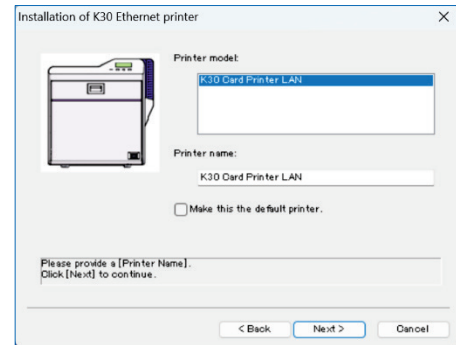 Installation of K30 Ethernet printer
Printer model:
K30 Card Printer LAN
Printer name:
K30 Card Printer LAN
Make this the default printer.
Please provide a [Printer Name].
Click [Next] to continue.
< Back
Next >
Cancel